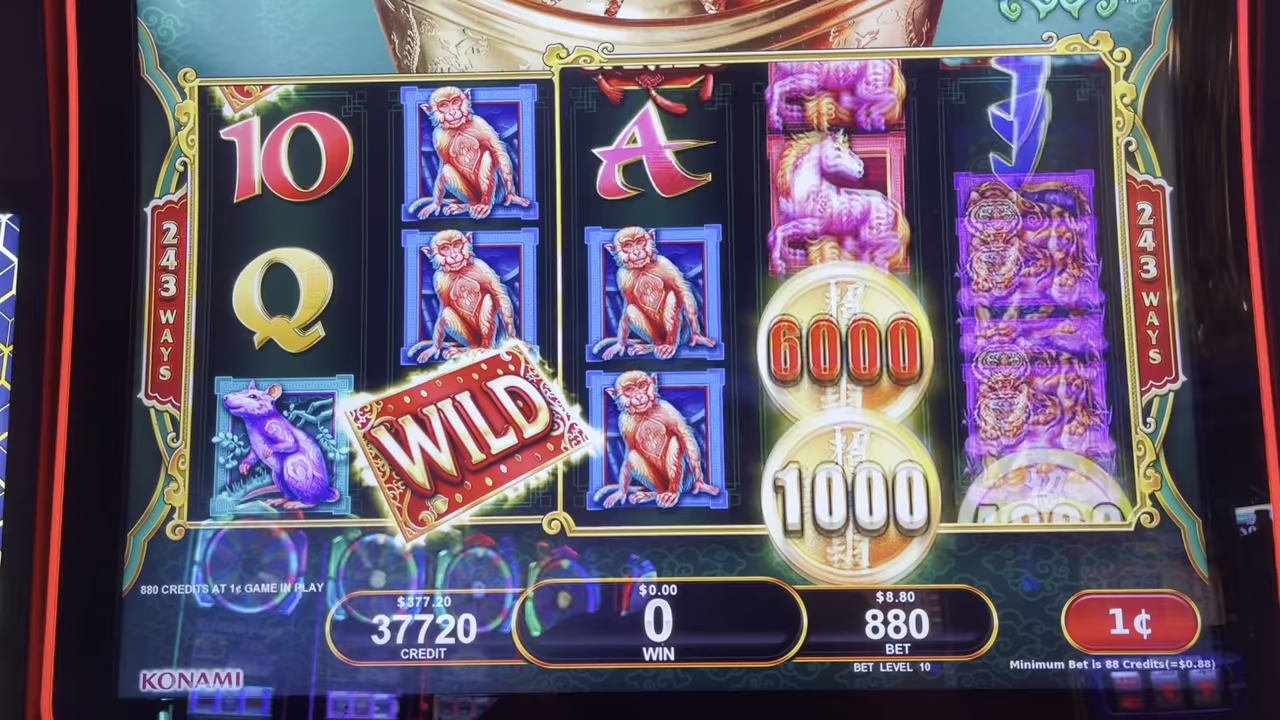 10
A
243 WAYS
243 WAYS
Q
6000
WILD
1000
880 CREDITS AT 1¢ GAME IN PLAY
$377.20
37720
CREDIT
$0.00
0
WIN
$8.80
880
BET
BET LEVEL 10
1¢
Minimum Bet is 88 Credits(=$0.88)
KONAMI